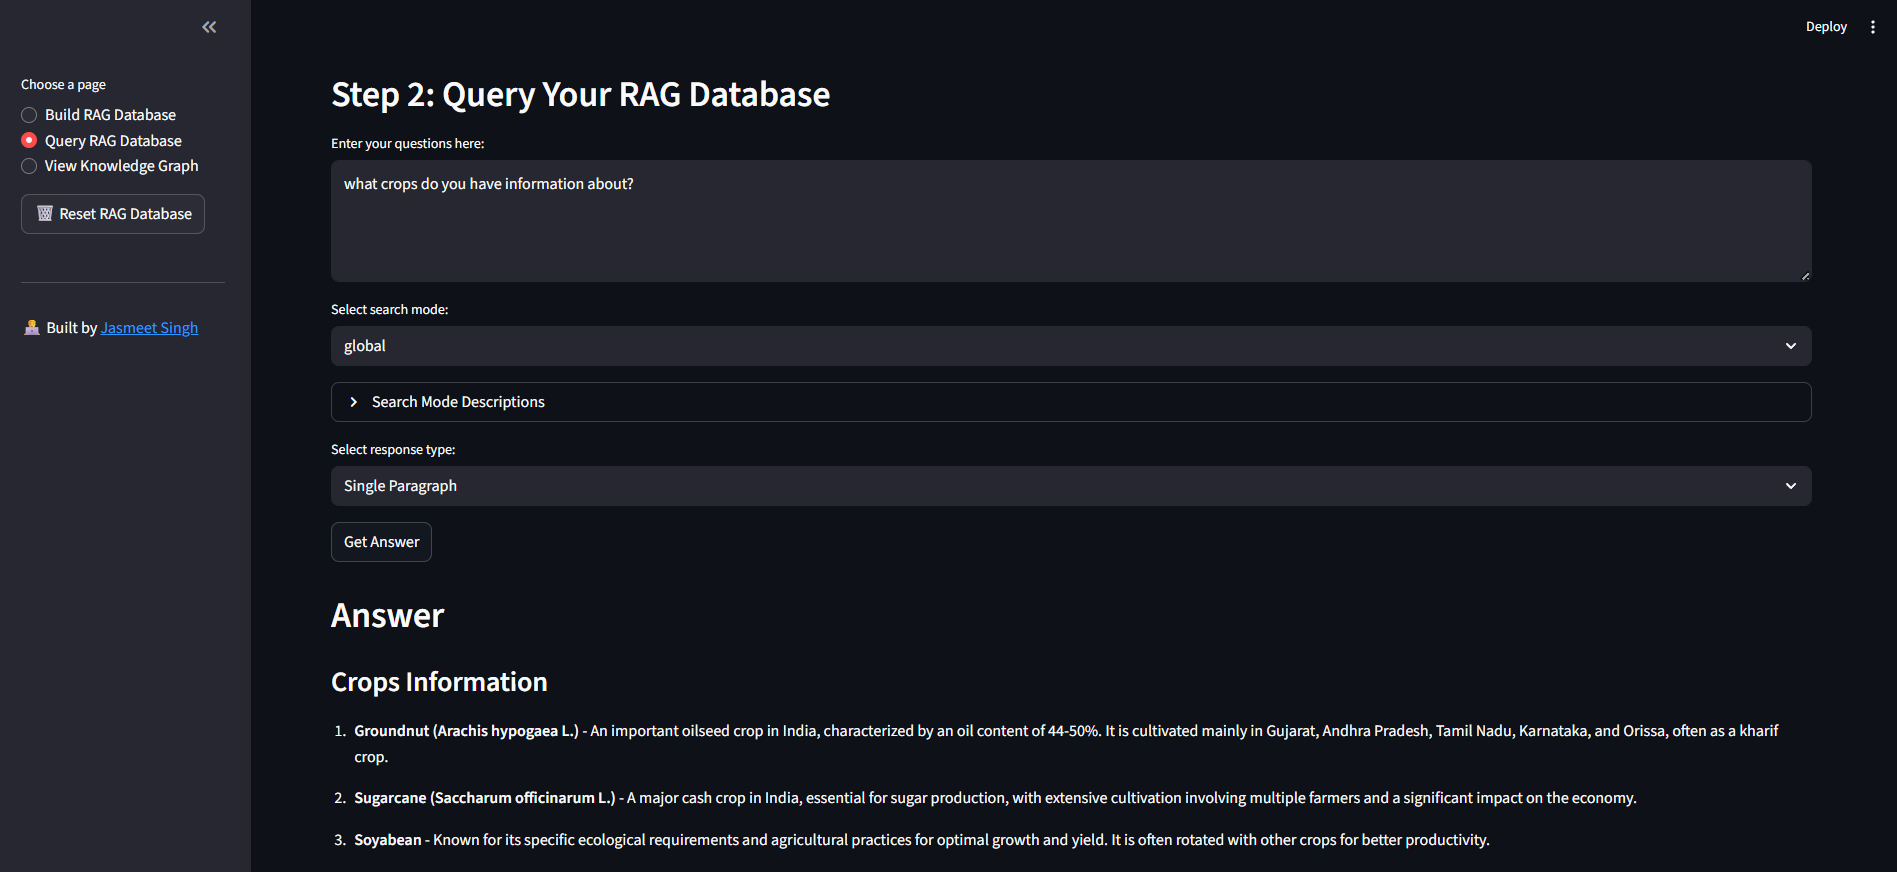 Deploy
Choose a page
Build RAG Database
Query RAG Database
View Knowledge Graph
Reset RAG Database
Built by Jasmeet Singh
Step 2: Query Your RAG Database
Enter your questions here:
what crops do you have information about?
Select search mode:
global
Search Mode Descriptions
Select response type:
Single Paragraph
Get Answer
Answer
Crops Information
1. Groundnut (Arachis hypogaea L.) - An important oilseed crop in India, characterized by an oil content of 44-50%. It is cultivated mainly in Gujarat, Andhra Pradesh, Tamil Nadu, Karnataka, and Orissa, often as a kharif
crop.
2. Sugarcane (Saccharum officinarum L.) - A major cash crop in India, essential for sugar production, with extensive cultivation involving multiple farmers and a significant impact on the economy.
3. Soyabean - Known for its specific ecological requirements and agricultural practices for optimal growth and yield. It is often rotated with other crops for better productivity.